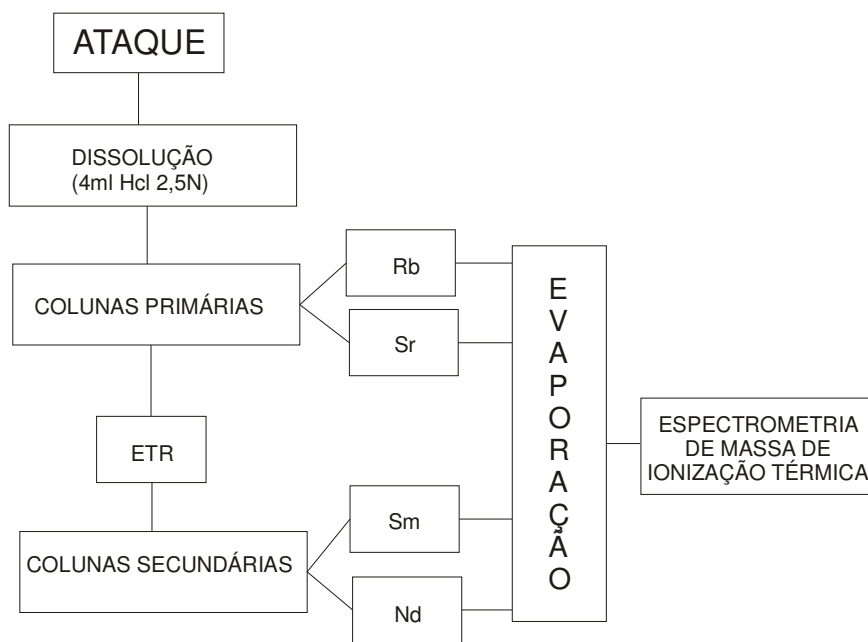 ATAQUE
DISSOLUÇÃO
(4ml Hcl 2,5N)
COLUNAS PRIMÁRIAS
Rb
Sr
ETR
COLUNAS SECUNDÁRIAS
Sm
Nd
EVAPORAÇÃO
ESPECTROMETRIA
DE MASSA DE
IONIZAÇÃO TÉRMICA